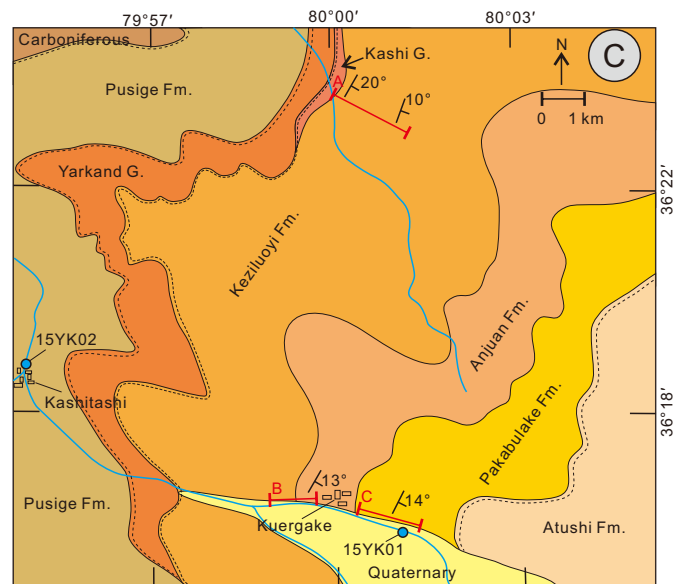 79°57′
80°00′
80°03′
Carboniferous
Kashi G.
N
C
Pusige Fm.
A
20°
10°
0 1 km
Yarkand G.
36°22′
Keziluoyi Fm.
Anjuan Fm.
15YK02
Kashitashi
Pakabulake Fm.
36°18′
B
13°
C
14°
Pusige Fm.
Kuergake
15YK01
Atushi Fm.
Quaternary